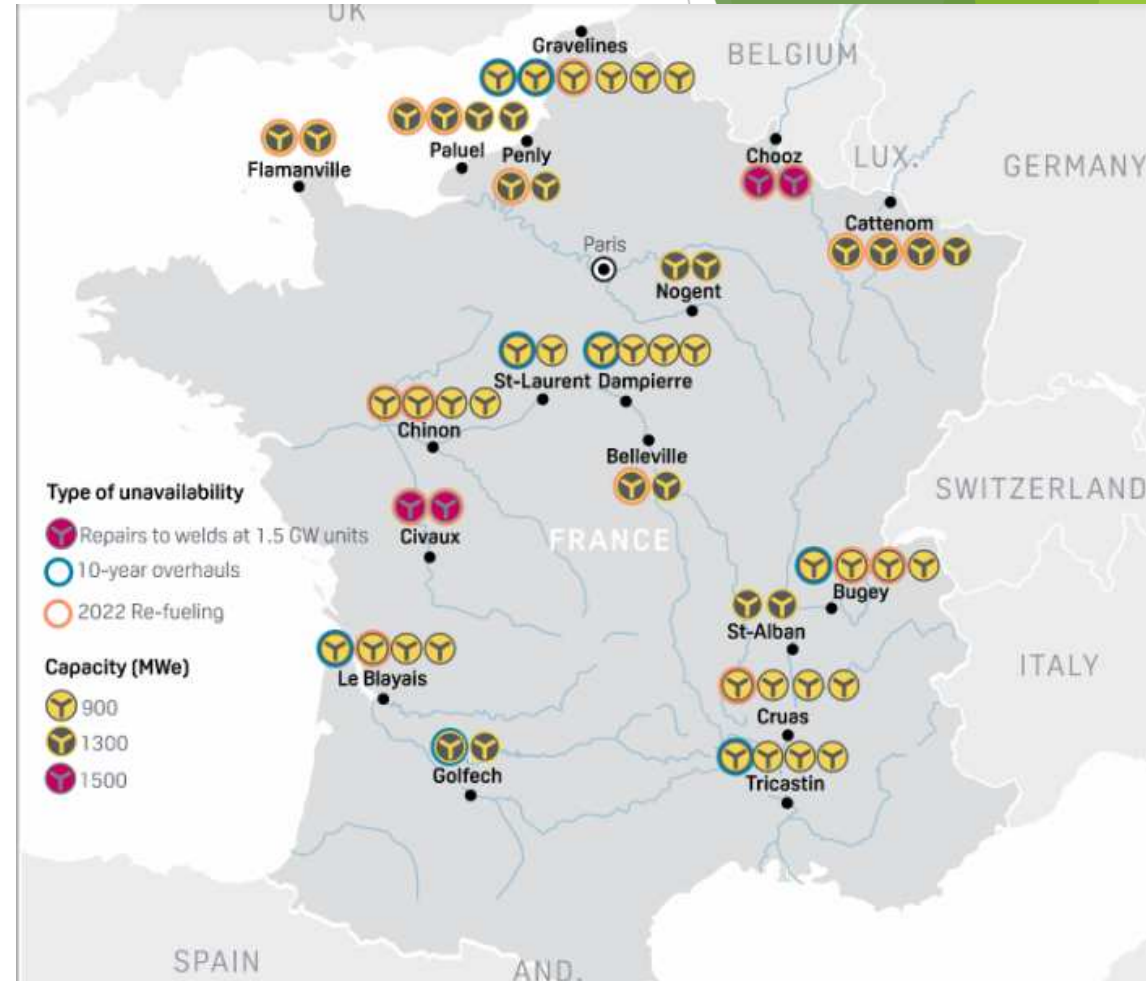 UK
Gravelines
BELGIUM
Flamanville
Paluel
Penly
Chooz
LUX.
GERMANY
Cattenom
Paris
Nogent
St-Laurent
Dampierre
Chinon
Belleville
SWITZERLAND
Type of unavailability
Repairs to welds at 1.5 GW units
10-year overhauls
2022 Re-fueling
Civaux
FRANCE
Bugey
St-Alban
Capacity (MWe)
900
1300
1500
Le Blayais
ITALY
Cruas
Golfech
Tricastin
SPAIN
AND.